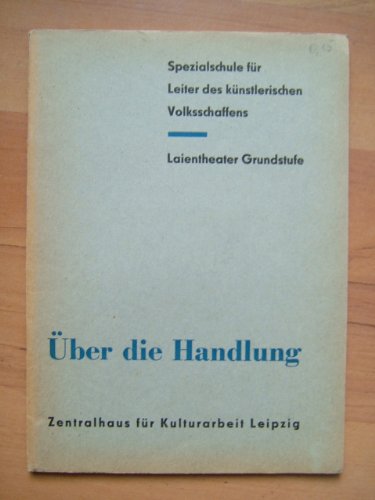 Spezialschule für
Leiter des künstlerischen
Volksschaffens
Laientheater Grundstufe
Über die Handlung
Zentralhaus für Kulturarbeit Leipzig